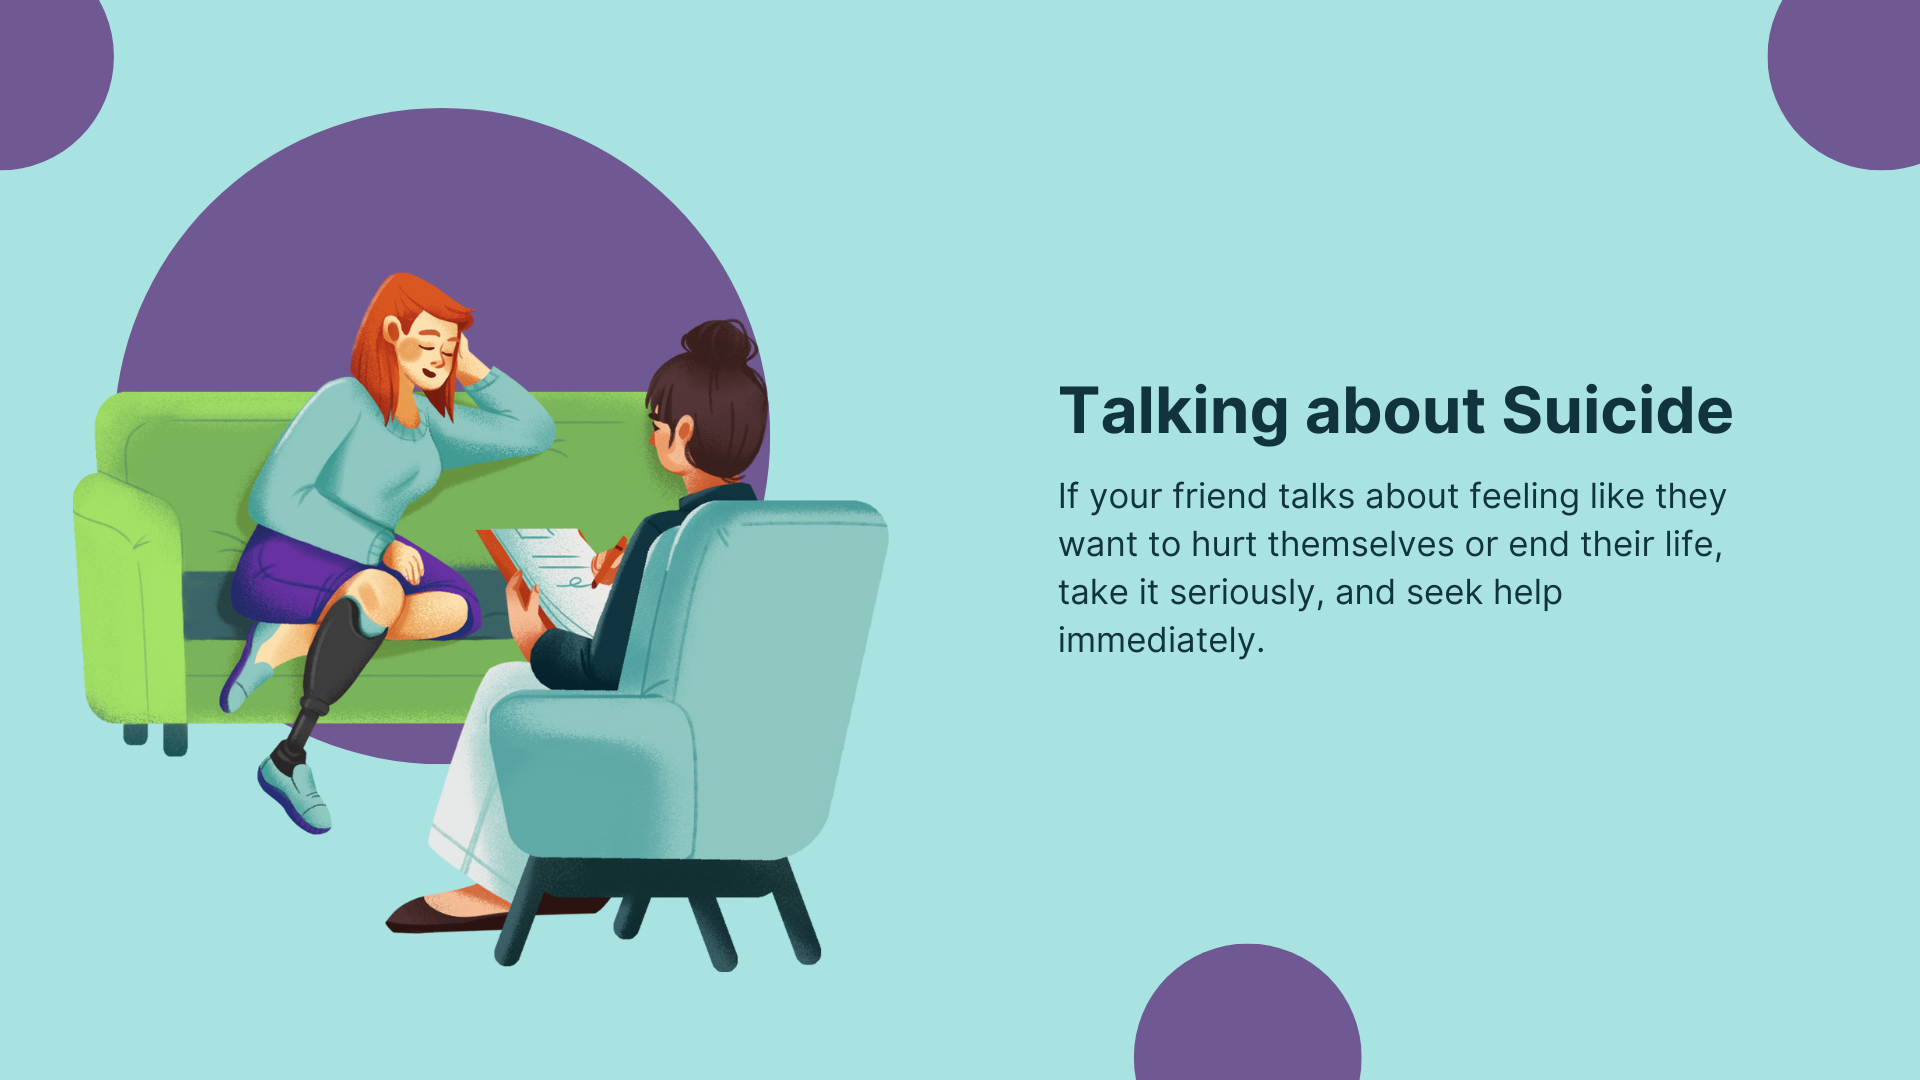 Talking about Suicide
If your friend talks about feeling like they
want to hurt themselves or end their life,
take it seriously, and seek help
immediately.